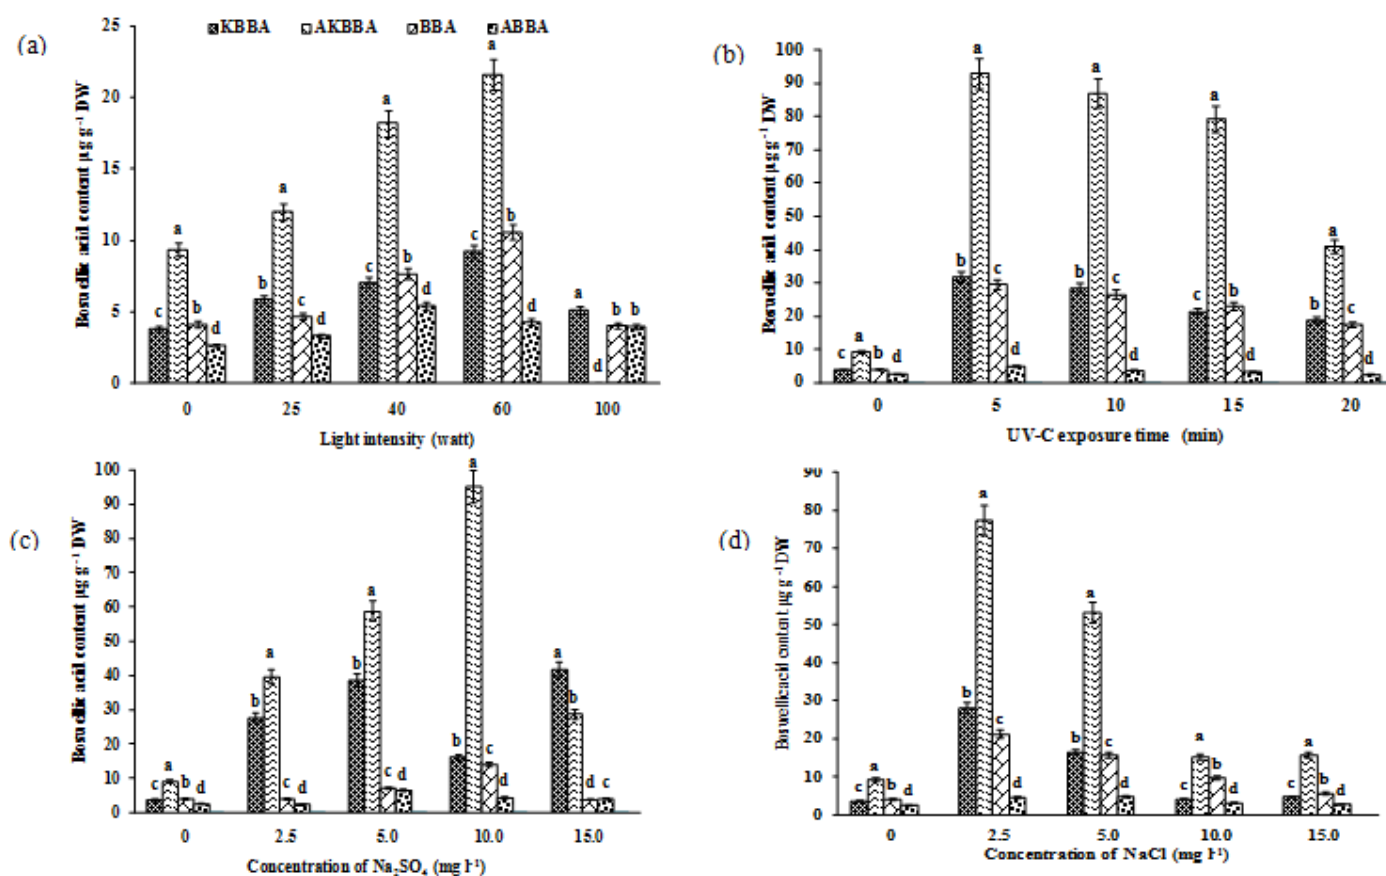 (a)
Bosuellic acid content µg g⁻¹ DW
KBBA AKBBA BBA ABBA
25
20
15
10
5
0
c a b d
a c c d
c a b d
c a b d
a d b b
0 25 40 60 100
Light intensity (watt)
(b)
Bosuellic acid content µg g⁻¹ DW
100
90
80
70
60
50
40
30
20
10
0
c a b d
b a c d
b a c d
c a b d
b a c d
0 5 10 15 20
UV-C exposure time (min)
(c)
Bosuellic acid content µg g⁻¹ DW
100
90
80
70
60
50
40
30
20
10
0
c a b d
b a c d
b a c d
b a c d
a b c c
0 2.5 5.0 10.0 15.0
Concentration of Na₂SO₄ (mg l⁻¹)
(d)
Boswellicacid content µg g⁻¹ DW
90
80
70
60
50
40
30
20
10
0
c a b d
b a c d
b a c d
c a b d
c a b d
0 2.5 5.0 10.0 15.0
Concentration of NaCl (mg l⁻¹)